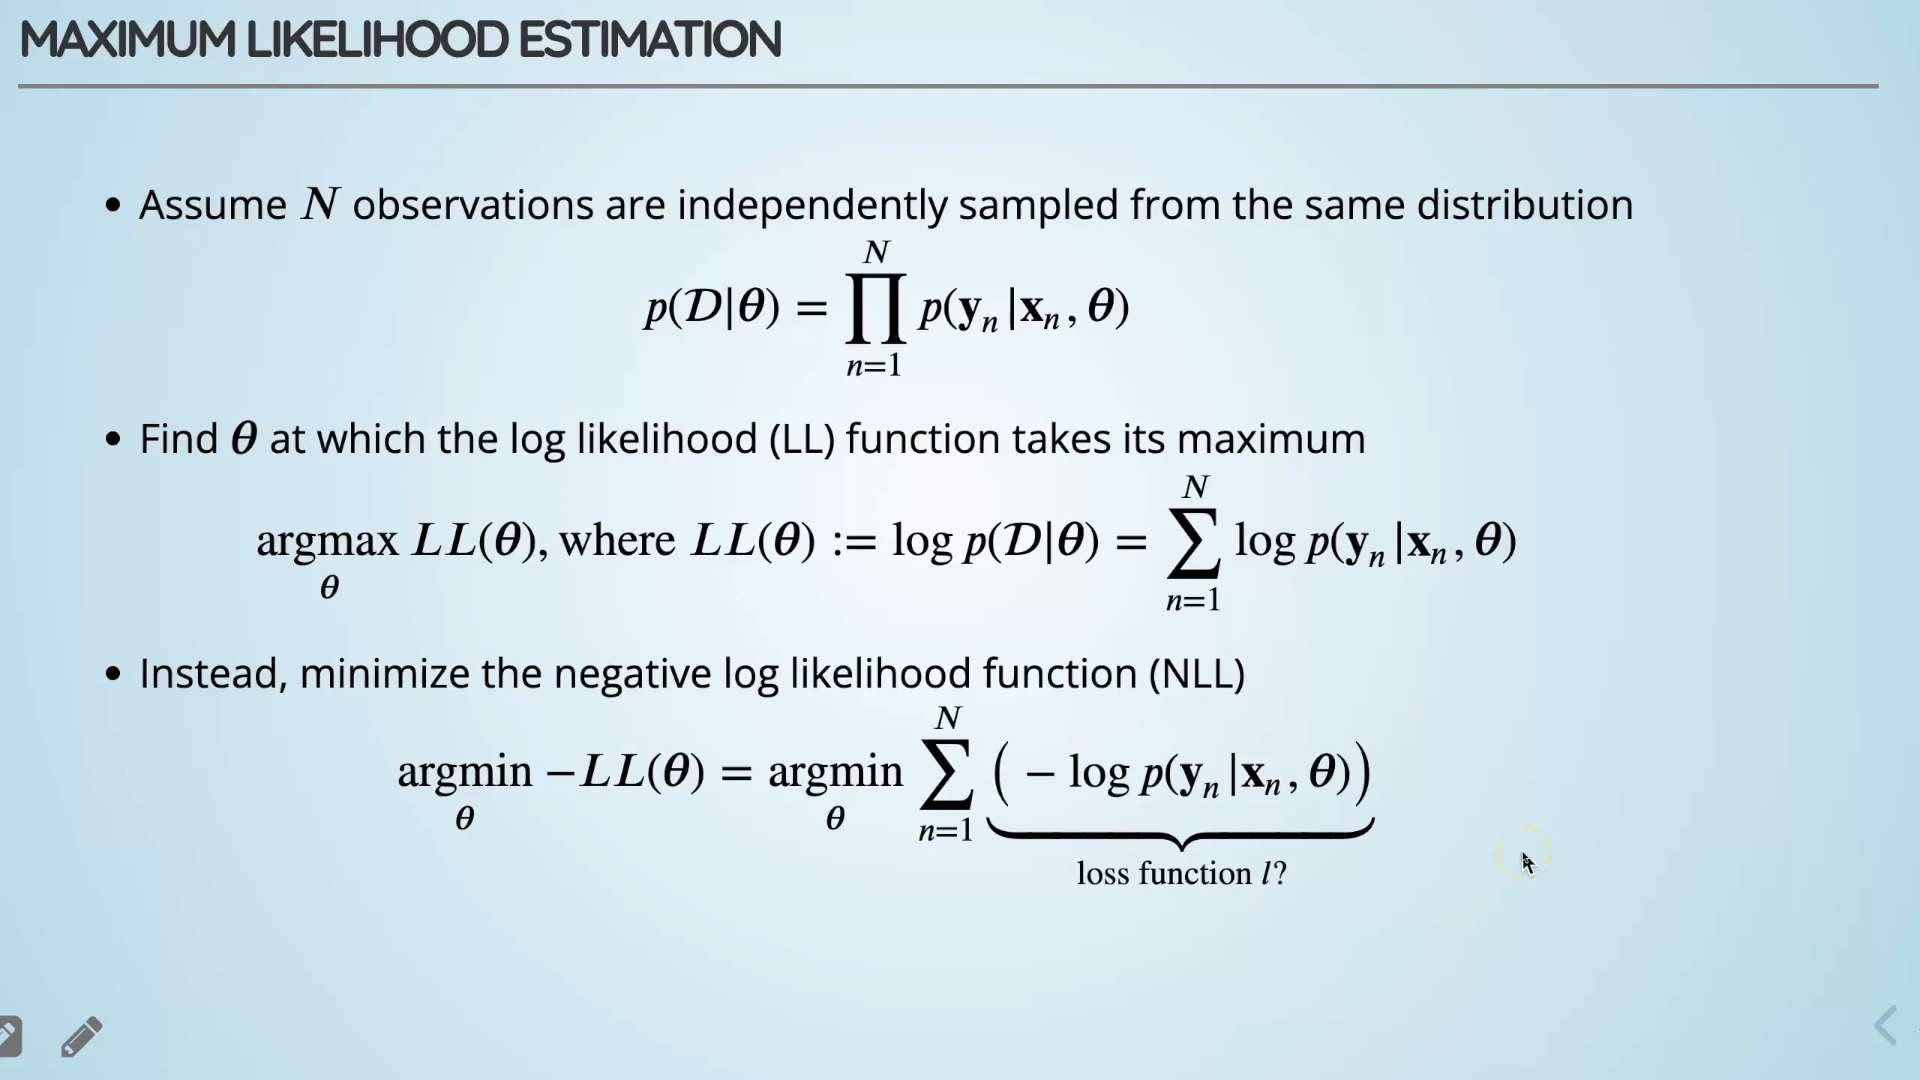 MAXIMUM LIKELIHOOD ESTIMATION
• Assume N observations are independently sampled from the same distribution
p(𝒟|θ) = ∏_{n=1}^{N} p(y_n|x_n, θ)
• Find θ at which the log likelihood (LL) function takes its maximum
argmax_θ LL(θ), where LL(θ) := log p(𝒟|θ) = ∑_{n=1}^{N} log p(y_n|x_n, θ)
• Instead, minimize the negative log likelihood function (NLL)
argmin_θ −LL(θ) = argmin_θ ∑_{n=1}^{N} ( − log p(y_n|x_n, θ))
loss function l?